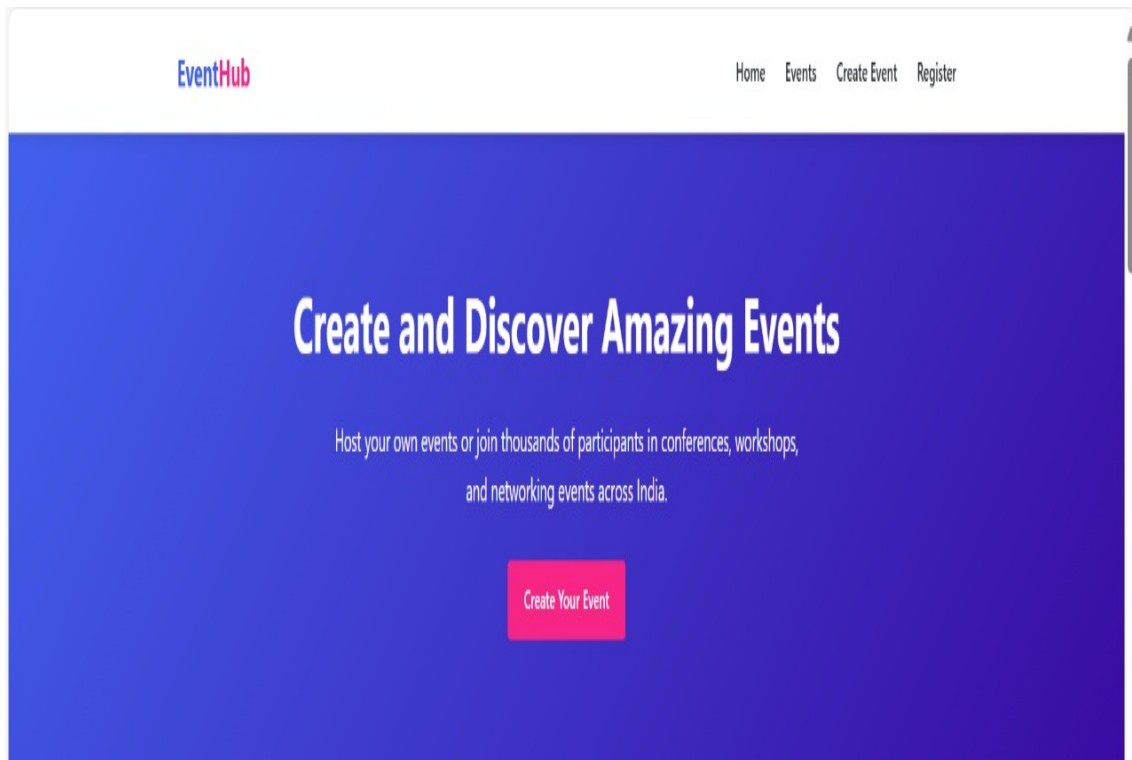 EventHub
Home Events Create Event Register
Create and Discover Amazing Events
Host your own events or join thousands of participants in conferences, workshops,
and networking events across India.
Create Your Event